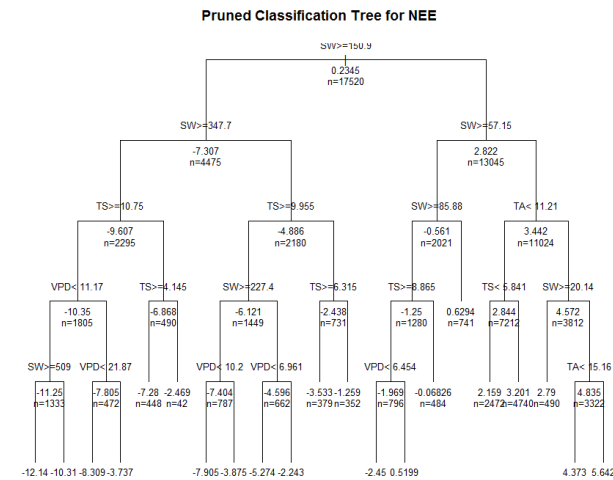 Pruned Classification Tree for NEE
SW>=150.9
0.2345
n=17520
SW>=347.7 SW>=57.15
-7.307 2.822
n=4475 n=13045
TS>=10.75 TS>=9.955 SW>=85.88 TA< 11.21
-9.607 -4.886 -0.561 3.442
n=2295 n=2180 n=2021 n=11024
VPD< 11.17 TS>=4.145 SW>=227.4 TS>=6.315 TS>=8.865 TS< 5.841 SW>=20.14
-10.35 -6.868 -6.121 -2.438 -1.25 0.6294 2.844 4.572
n=1805 n=490 n=1449 n=731 n=1280 n=741 n=7212 n=3812
SW>=509 VPD< 21.87 VPD< 10.2 VPD< 6.961 VPD< 6.454 TA< 15.16
-11.25 -7.805 -7.28 -2.469 -7.404 -4.596 -3.533 -1.259 -1.969 -0.06826 2.159 3.201 2.79 4.835
n=1333 n=472 n=448 n=42 n=787 n=662 n=379 n=352 n=796 n=484 n=2472 n=4740 n=490 n=3322
-12.14 -10.31 -8.309 -3.737 -7.905 -3.875 -5.274 -2.243 -2.45 0.5199 4.373 5.642